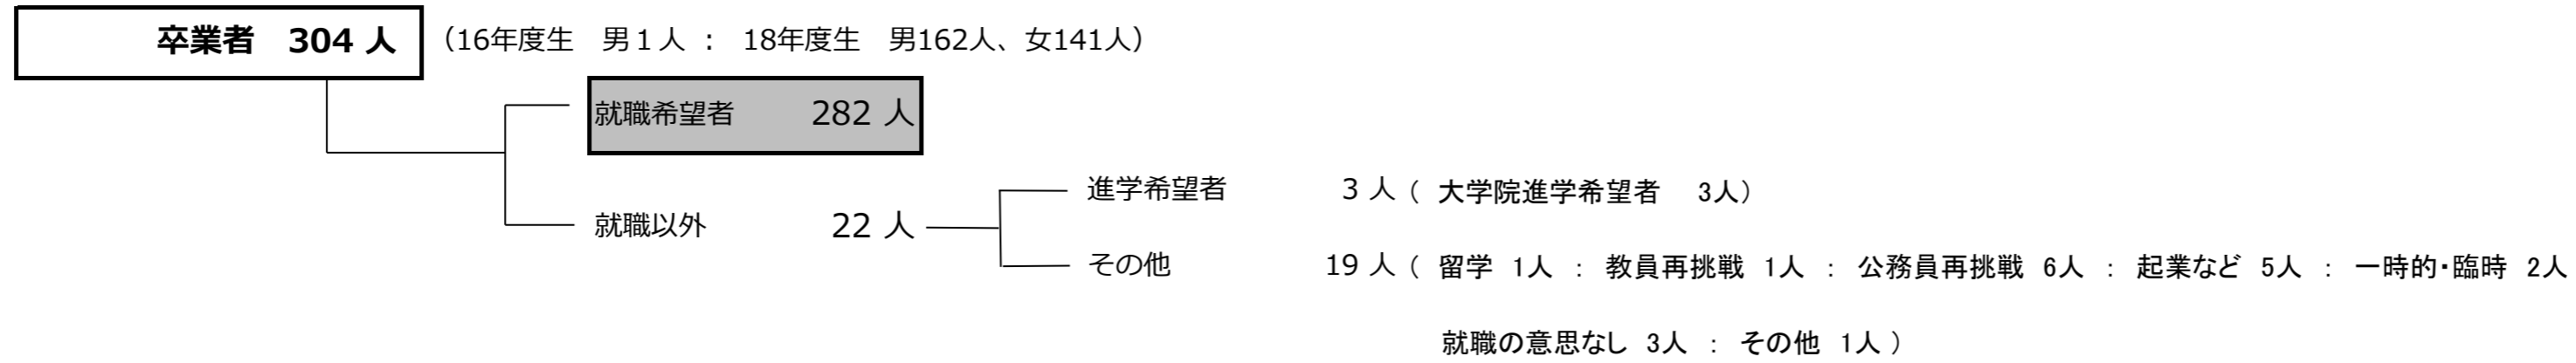 卒業者　304 人　（16年度生　男１人 ：　18年度生　男162人、女141人）
就職希望者　282 人
進学希望者　3 人（ 大学院進学希望者　3人）
就職以外　22 人
その他　19 人（ 留学 1人 ： 教員再挑戦 1人 ： 公務員再挑戦 6人 ： 起業など 5人 ： 一時的・臨時 2人
就職の意思なし 3人 ： その他 1人 ）